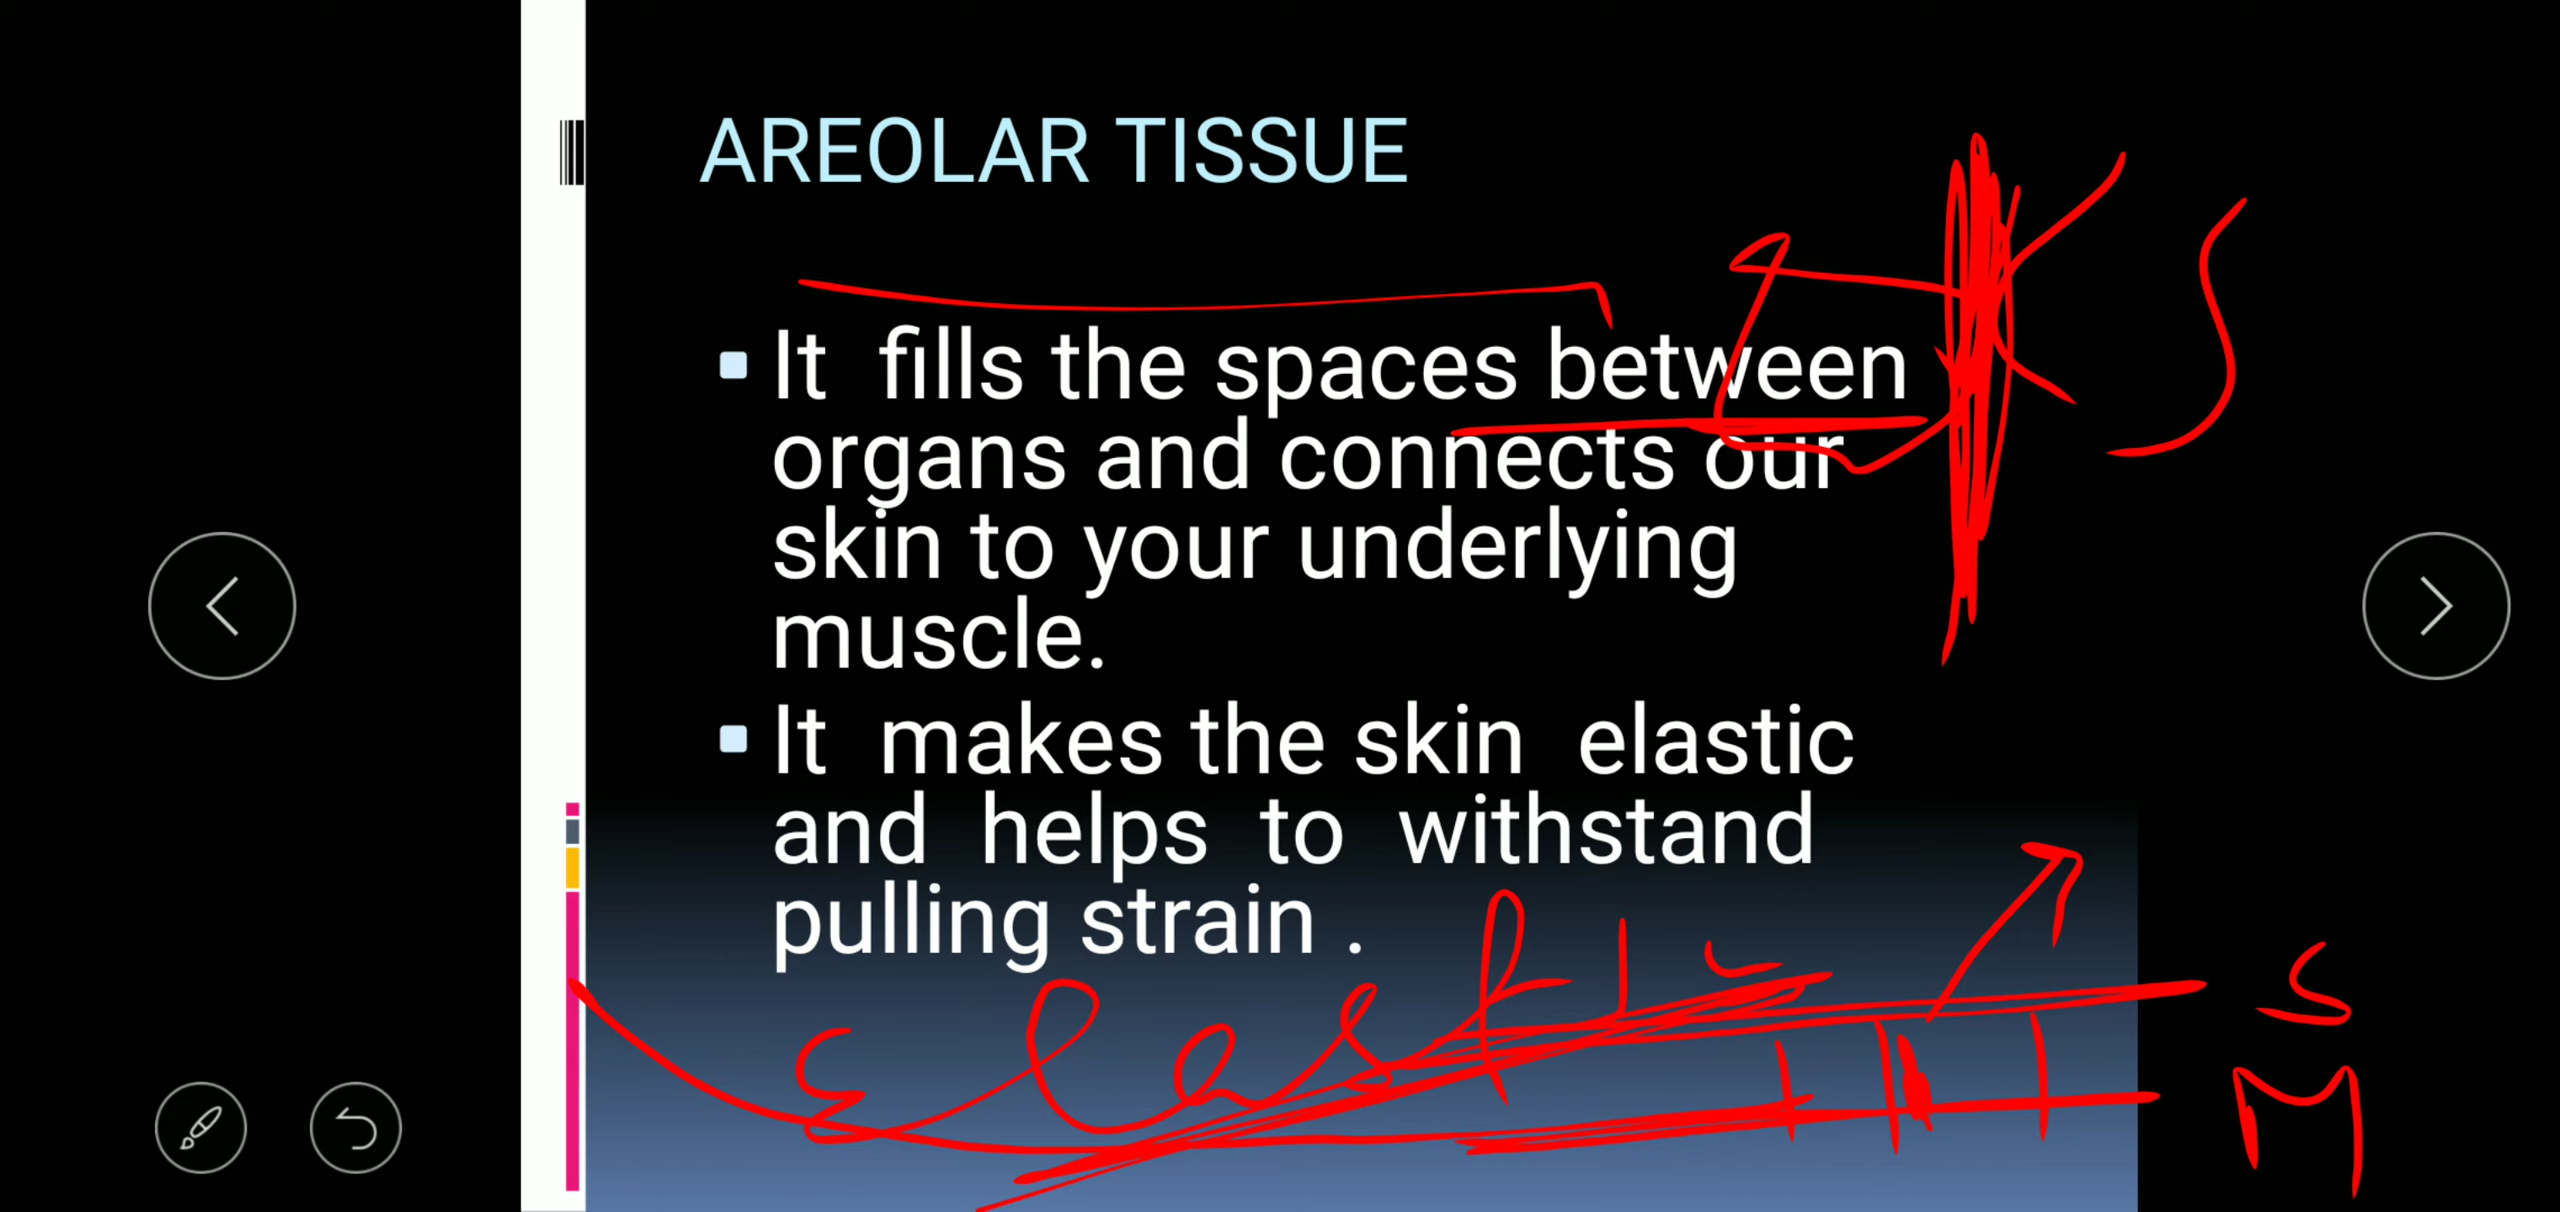 AREOLAR TISSUE
It fills the spaces between
organs and connects our
skin to your underlying
muscle.
It makes the skin elastic
and helps to withstand
pulling strain .
K S
Elastic
S
M